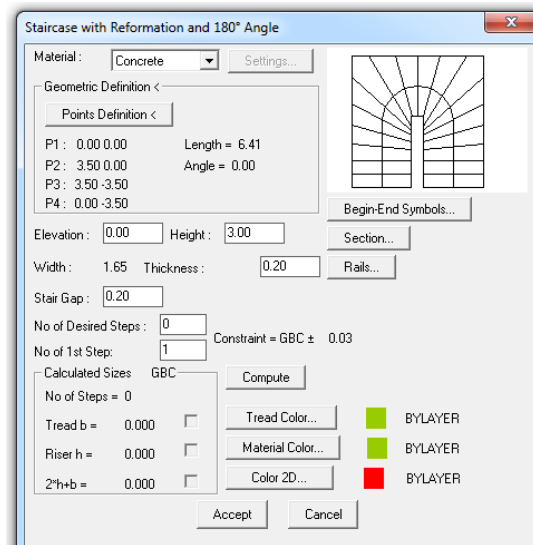 Staircase with Reformation and 180° Angle
Material : Concrete Settings...
Geometric Definition <
Points Definition <
P1 : 0.00 0.00 Length = 6.41
P2 : 3.50 0.00 Angle = 0.00
P3 : 3.50 -3.50
P4 : 0.00 -3.50
Begin-End Symbols...
Elevation : 0.00 Height : 3.00
Section...
Width : 1.65 Thickness : 0.20 Rails...
Stair Gap : 0.20
No of Desired Steps : 0
Constraint = GBC ± 0.03
No of 1st Step: 1
Calculated Sizes GBC
Compute
No of Steps = 0
Tread b = 0.000 Tread Color... BYLAYER
Riser h = 0.000 Material Color... BYLAYER
2*h+b = 0.000 Color 2D... BYLAYER
Accept Cancel